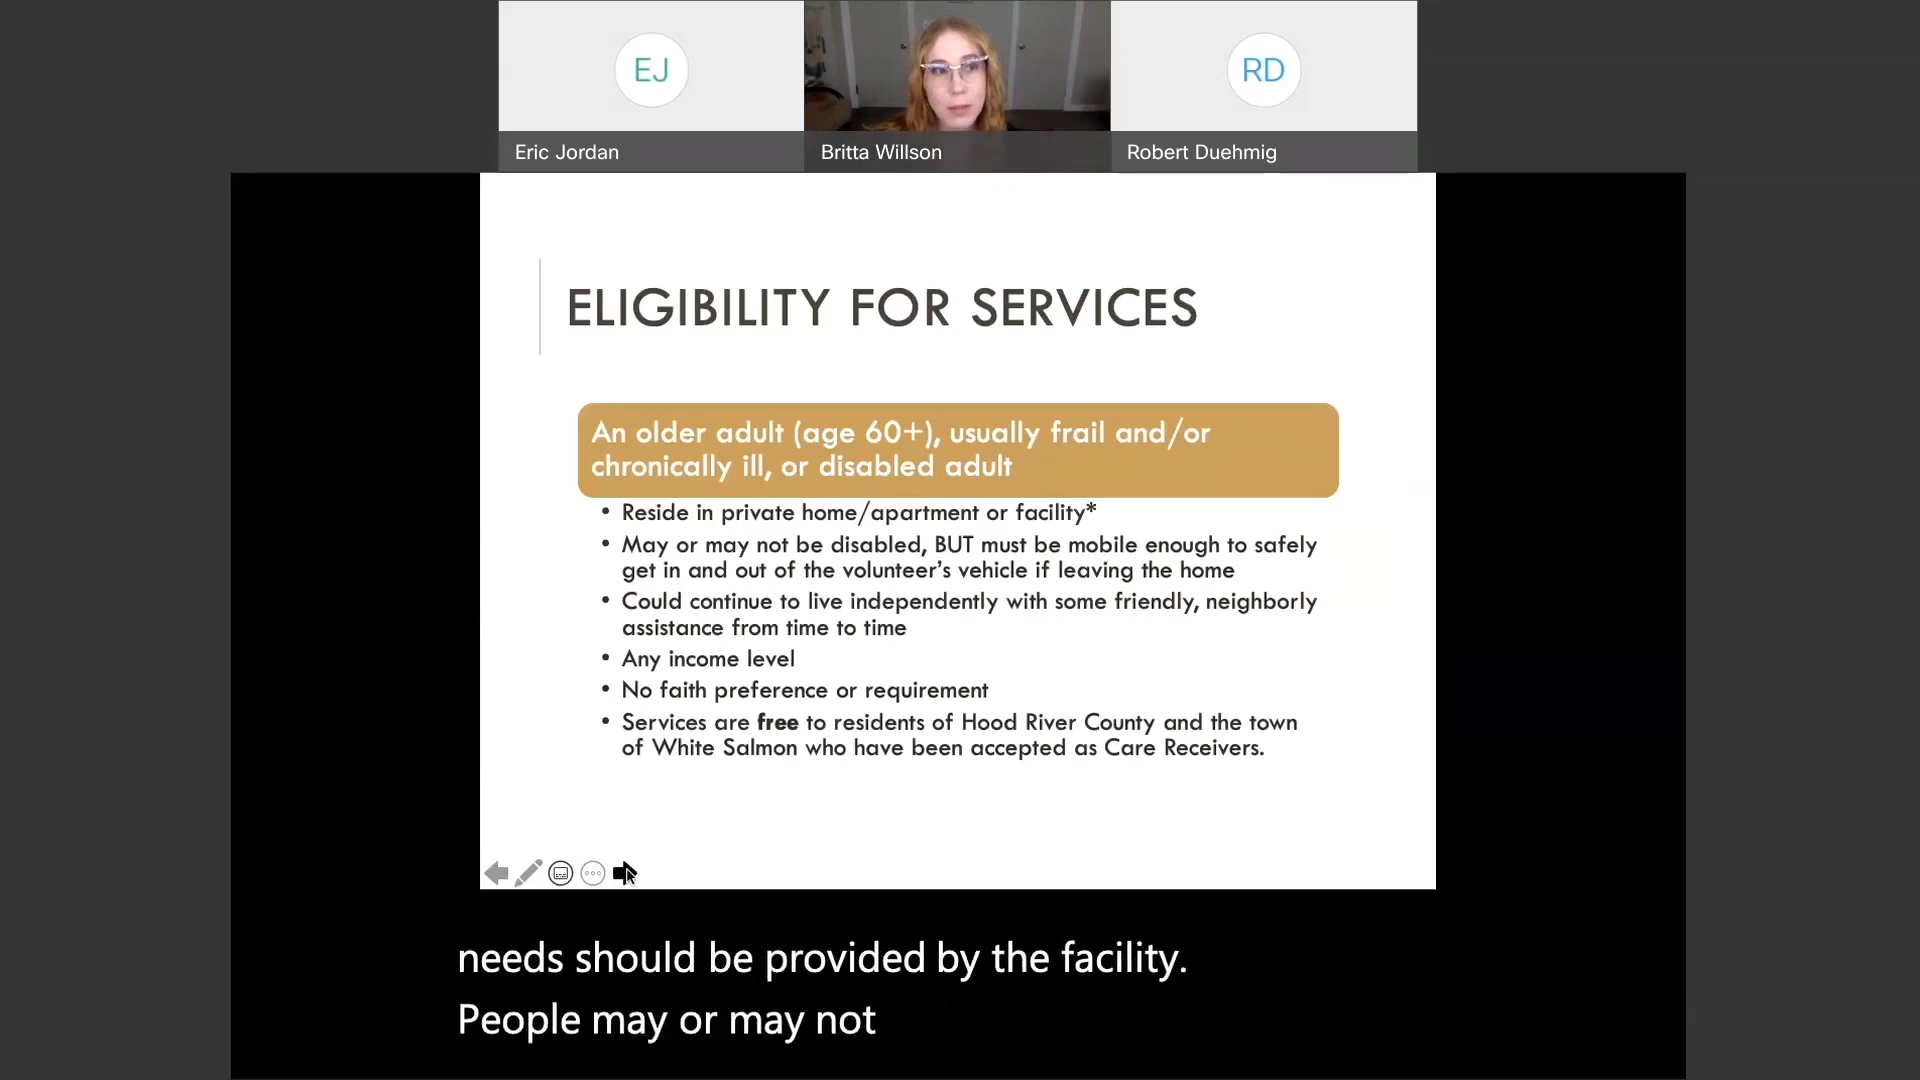 EJ
RD
Eric Jordan
Britta Willson
Robert Duehmig
ELIGIBILITY FOR SERVICES
An older adult (age 60+), usually frail and/or
chronically ill, or disabled adult
• Reside in private home/apartment or facility*
• May or may not be disabled, BUT must be mobile enough to safely
get in and out of the volunteer’s vehicle if leaving the home
• Could continue to live independently with some friendly, neighborly
assistance from time to time
• Any income level
• No faith preference or requirement
• Services are free to residents of Hood River County and the town
of White Salmon who have been accepted as Care Receivers.
needs should be provided by the facility.
People may or may not